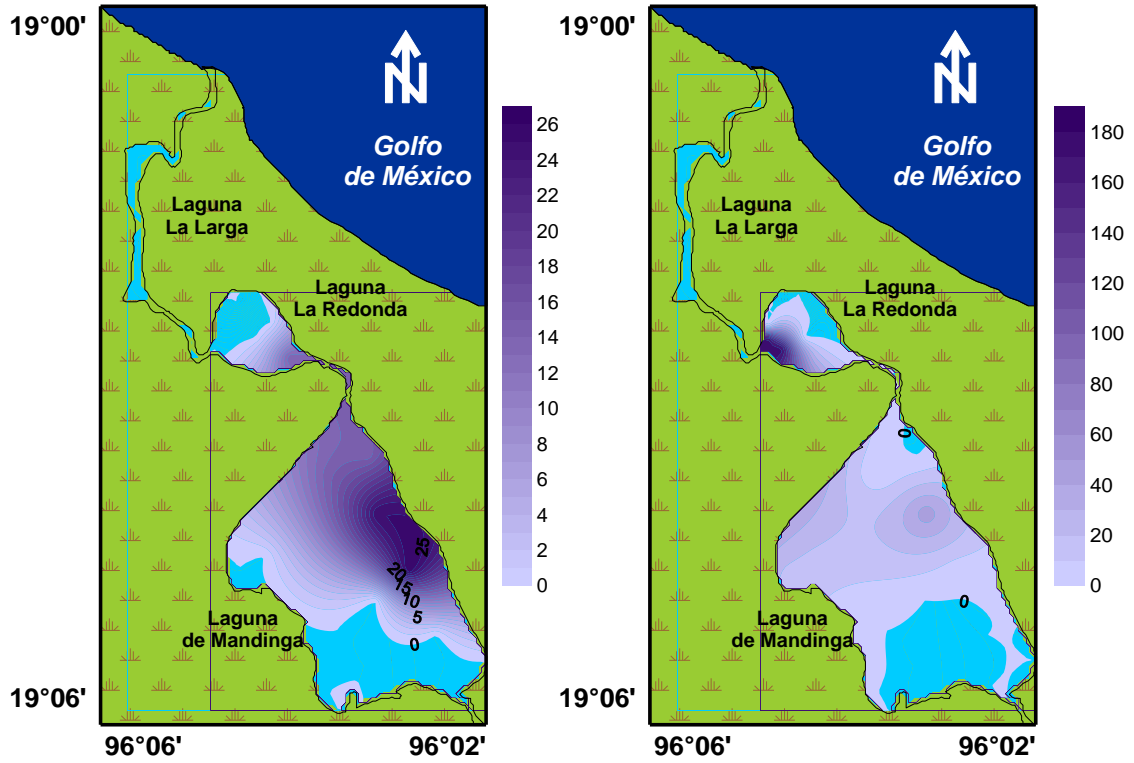 19°00'
N
Golfo
de México
Laguna
La Larga
Laguna
La Redonda
25
20
15
10
5
0
Laguna
de Mandinga
19°06'
96°06'
96°02'
26
24
22
20
18
16
14
12
10
8
6
4
2
0
19°00'
N
Golfo
de México
Laguna
La Larga
Laguna
La Redonda
0
0
Laguna
de Mandinga
19°06'
96°06'
96°02'
180
160
140
120
100
80
60
40
20
0